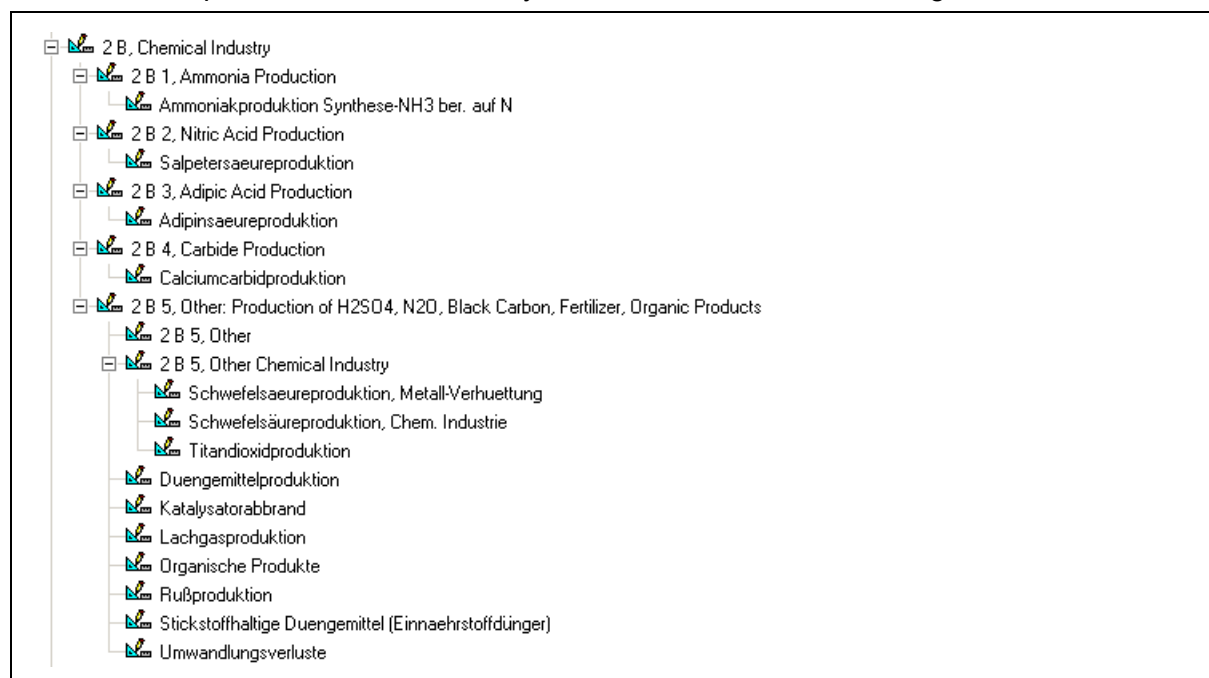 2 B, Chemical Industry
2 B 1, Ammonia Production
Ammoniakproduktion Synthese-NH3 ber. auf N
2 B 2, Nitric Acid Production
Salpetersaeureproduktion
2 B 3, Adipic Acid Production
Adipinsaeureproduktion
2 B 4, Carbide Production
Calciumcarbidproduktion
2 B 5, Other: Production of H2SO4, N2O, Black Carbon, Fertilizer, Organic Products
2 B 5, Other
2 B 5, Other Chemical Industry
Schwefelsaeureproduktion, Metall-Verhuettung
Schwefelsäureproduktion, Chem. Industrie
Titandioxidproduktion
Duengemittelproduktion
Katalysatorabbrand
Lachgasproduktion
Organische Produkte
Rußproduktion
Stickstoffhaltige Duengemittel (Einnaehrstoffdünger)
Umwandlungsverluste